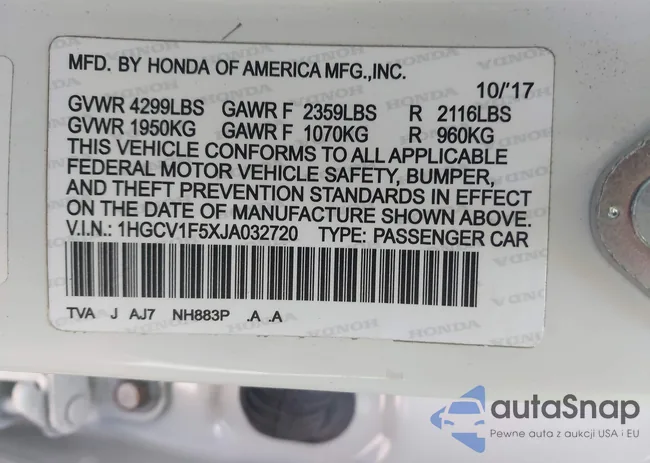 MFD. BY HONDA OF AMERICA MFG.,INC.
10/'17
GVWR 4299LBS GAWR F 2359LBS R 2116LBS
GVWR 1950KG GAWR F 1070KG R 960KG
THIS VEHICLE CONFORMS TO ALL APPLICABLE
FEDERAL MOTOR VEHICLE SAFETY, BUMPER,
AND THEFT PREVENTION STANDARDS IN EFFECT
ON THE DATE OF MANUFACTURE SHOWN ABOVE.
V.I.N.: 1HGCV1F5XJA032720 TYPE: PASSENGER CAR
TVA J AJ7 NH883P .A .A
HONDA
autaSnap
Pewne auta z aukcji USA i EU